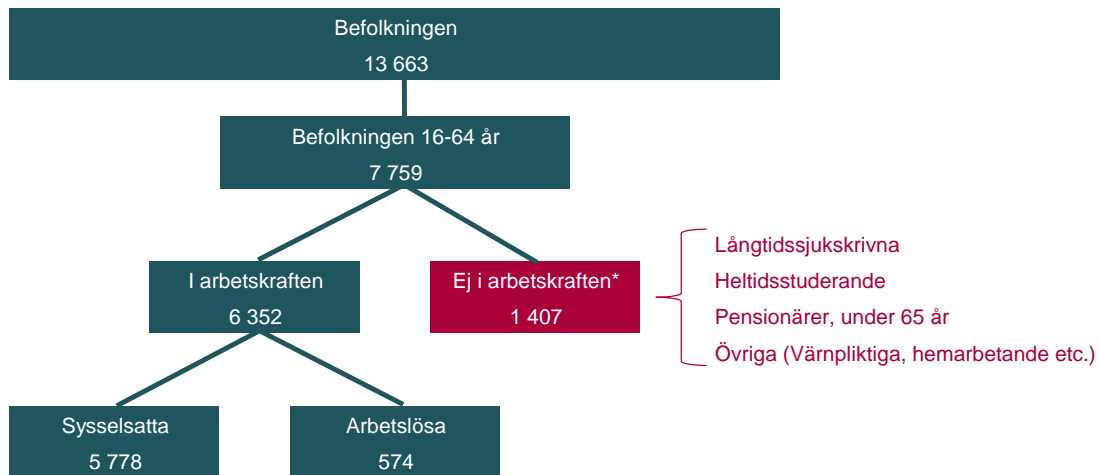 Befolkningen
13 663
Befolkningen 16-64 år
7 759
I arbetskraften
6 352
Ej i arbetskraften*
1 407
Långtidssjukskrivna
Heltidsstuderande
Pensionärer, under 65 år
Övriga (Värnpliktiga, hemarbetande etc.)
Sysselsatta
5 778
Arbetslösa
574